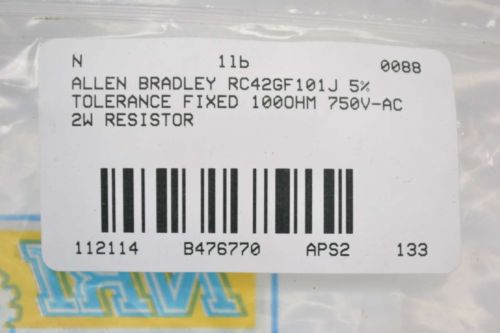 N 1lb 0088
ALLEN BRADLEY RC42GF101J 5%
TOLERANCE FIXED 100OHM 750V-AC
2W RESISTOR
112114 B476770 APS2 133